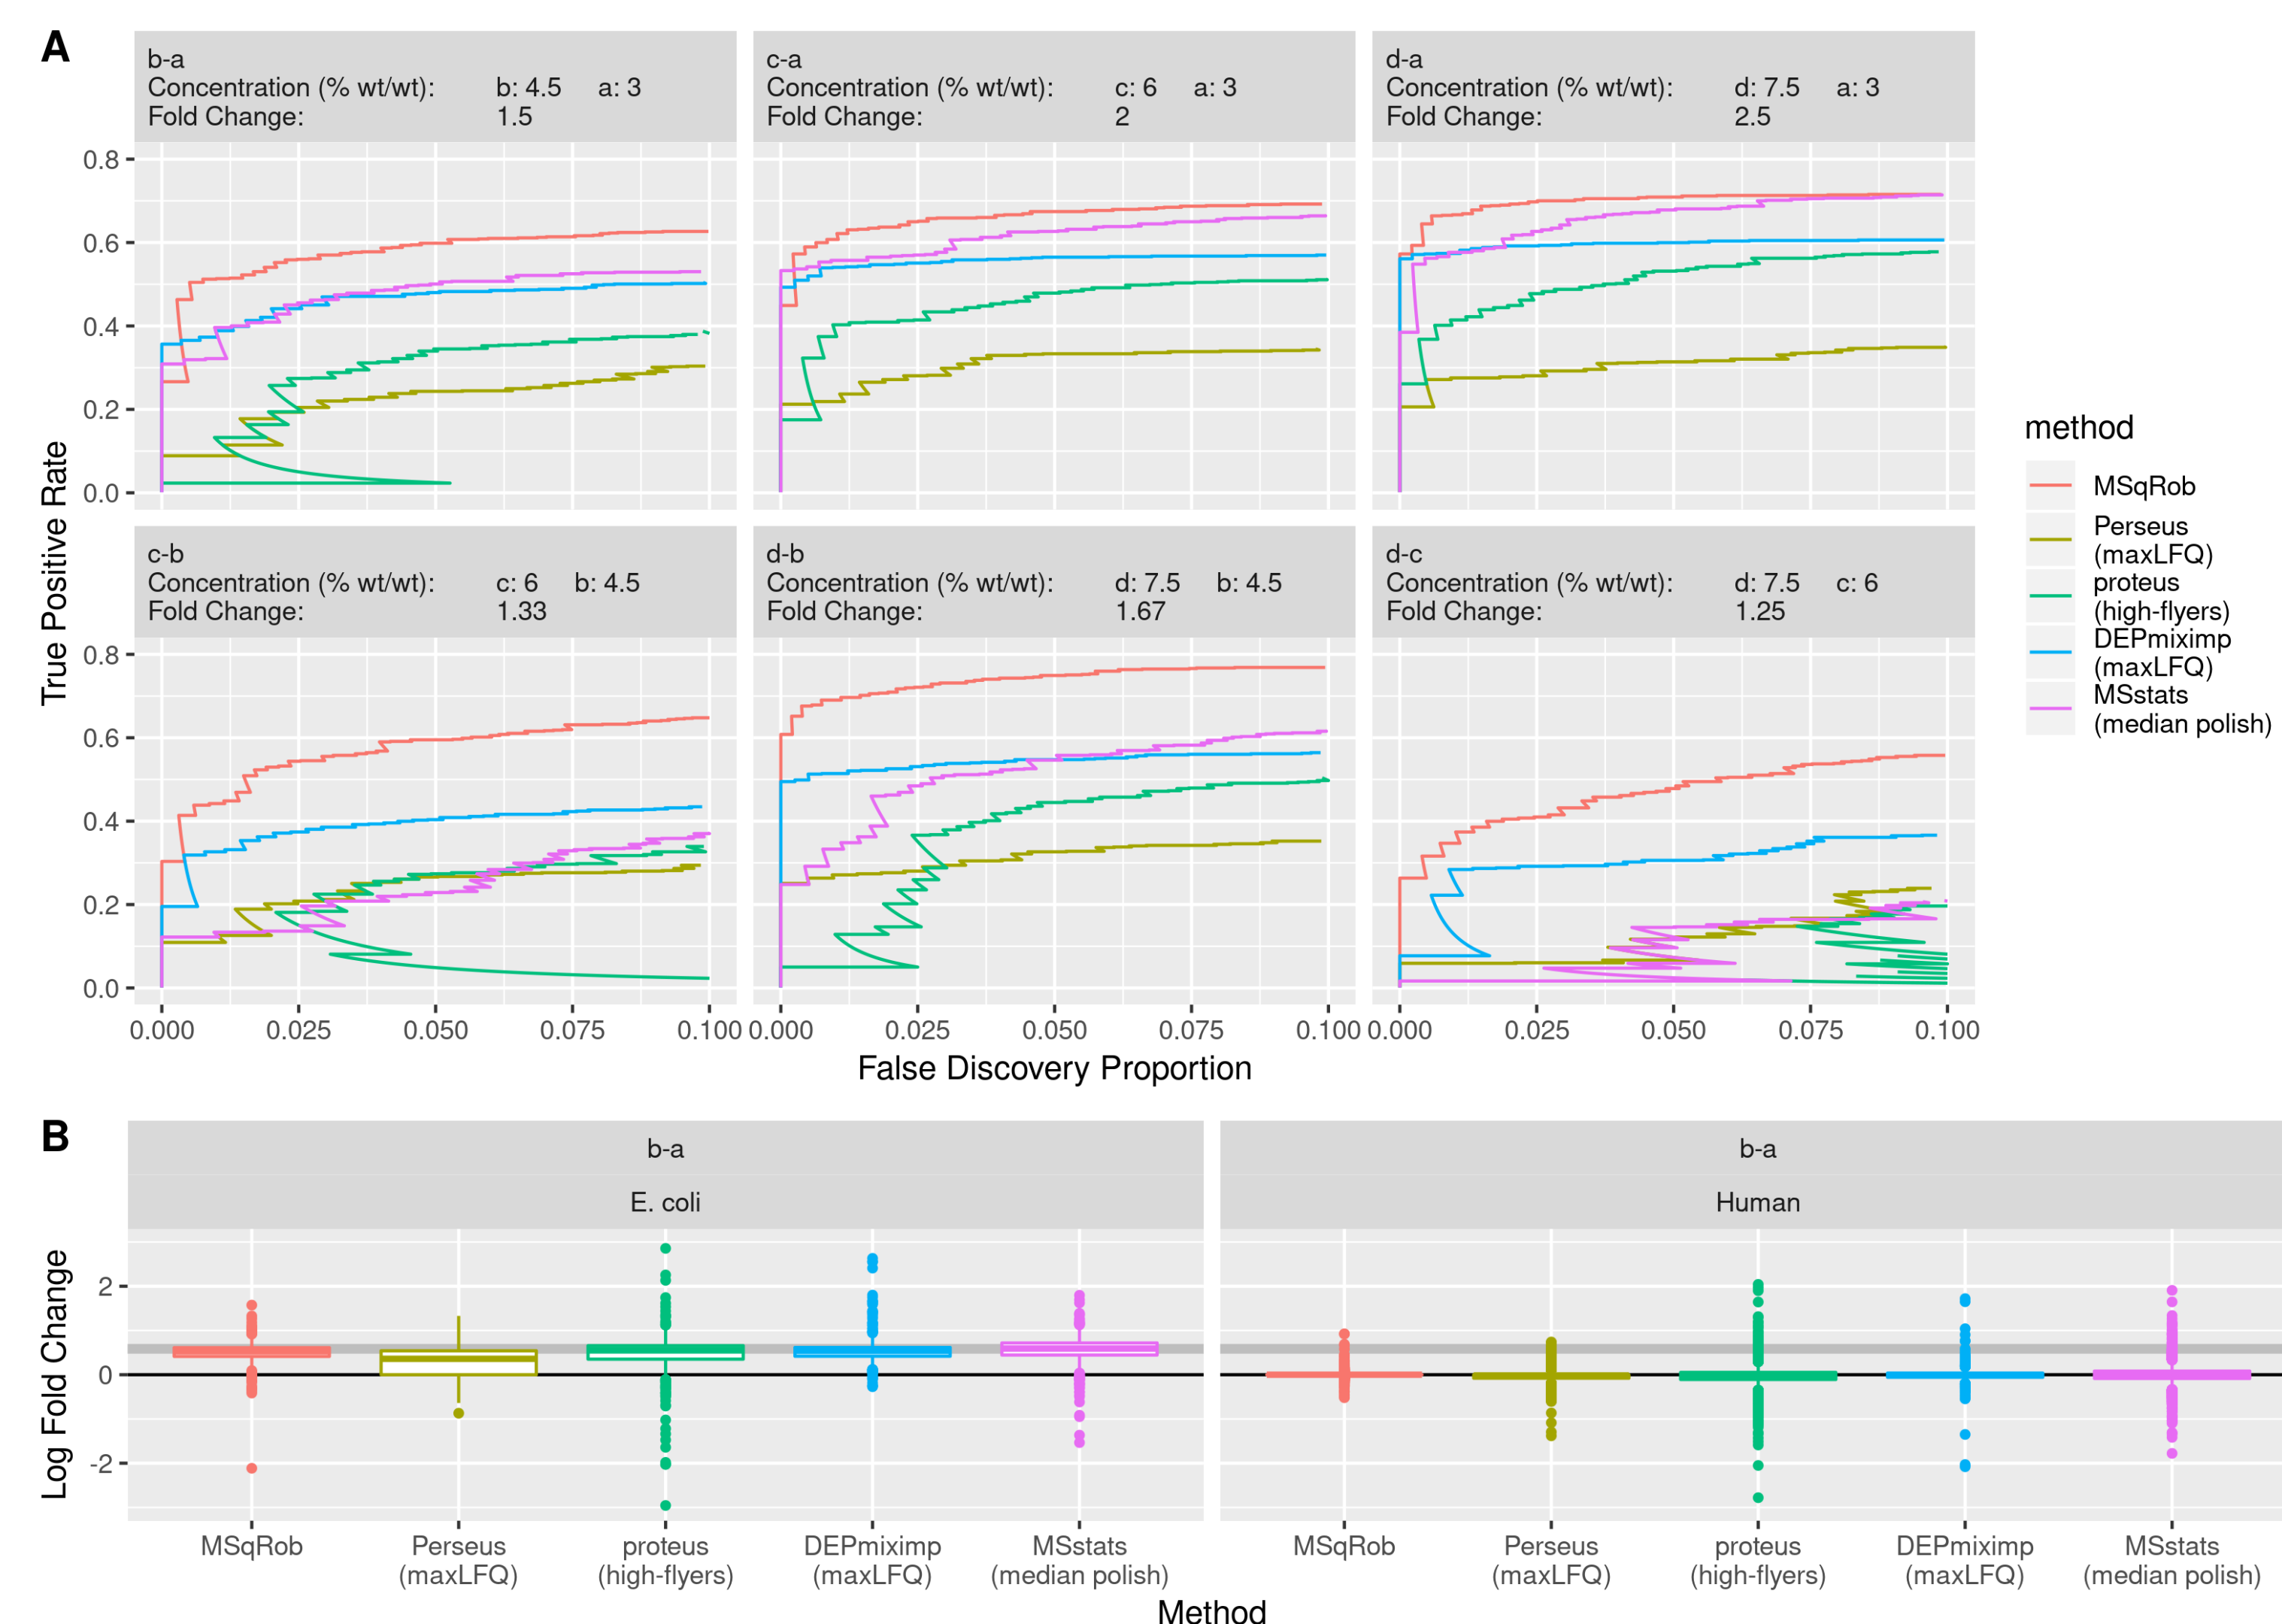 A
b-a
Concentration (% wt/wt): b: 4.5 a: 3
Fold Change: 1.5
c-a
Concentration (% wt/wt): c: 6 a: 3
Fold Change: 2
d-a
Concentration (% wt/wt): d: 7.5 a: 3
Fold Change: 2.5
0.8
0.6
0.4
0.2
0.0
c-b
Concentration (% wt/wt): c: 6 b: 4.5
Fold Change: 1.33
d-b
Concentration (% wt/wt): d: 7.5 b: 4.5
Fold Change: 1.67
d-c
Concentration (% wt/wt): d: 7.5 c: 6
Fold Change: 1.25
0.8
0.6
0.4
0.2
0.0
True Positive Rate
0.000 0.025 0.050 0.075 0.100
0.000 0.025 0.050 0.075 0.100
0.000 0.025 0.050 0.075 0.100
False Discovery Proportion
method
MSqRob
Perseus
(maxLFQ)
proteus
(high-flyers)
DEPmiximp
(maxLFQ)
MSstats
(median polish)
B
b-a
E. coli
b-a
Human
Log Fold Change
2
0
-2
MSqRob
Perseus
(maxLFQ)
proteus
(high-flyers)
DEPmiximp
(maxLFQ)
MSstats
(median polish)
MSqRob
Perseus
(maxLFQ)
proteus
(high-flyers)
DEPmiximp
(maxLFQ)
MSstats
(median polish)
Method